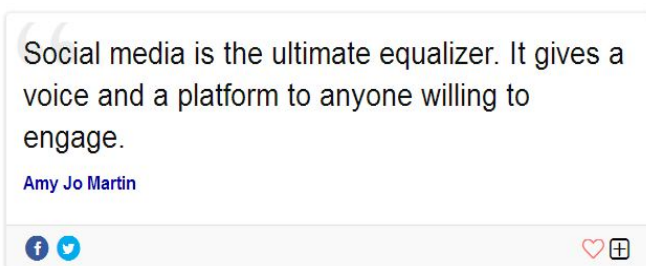 Social media is the ultimate equalizer. It gives a
voice and a platform to anyone willing to
engage.
Amy Jo Martin